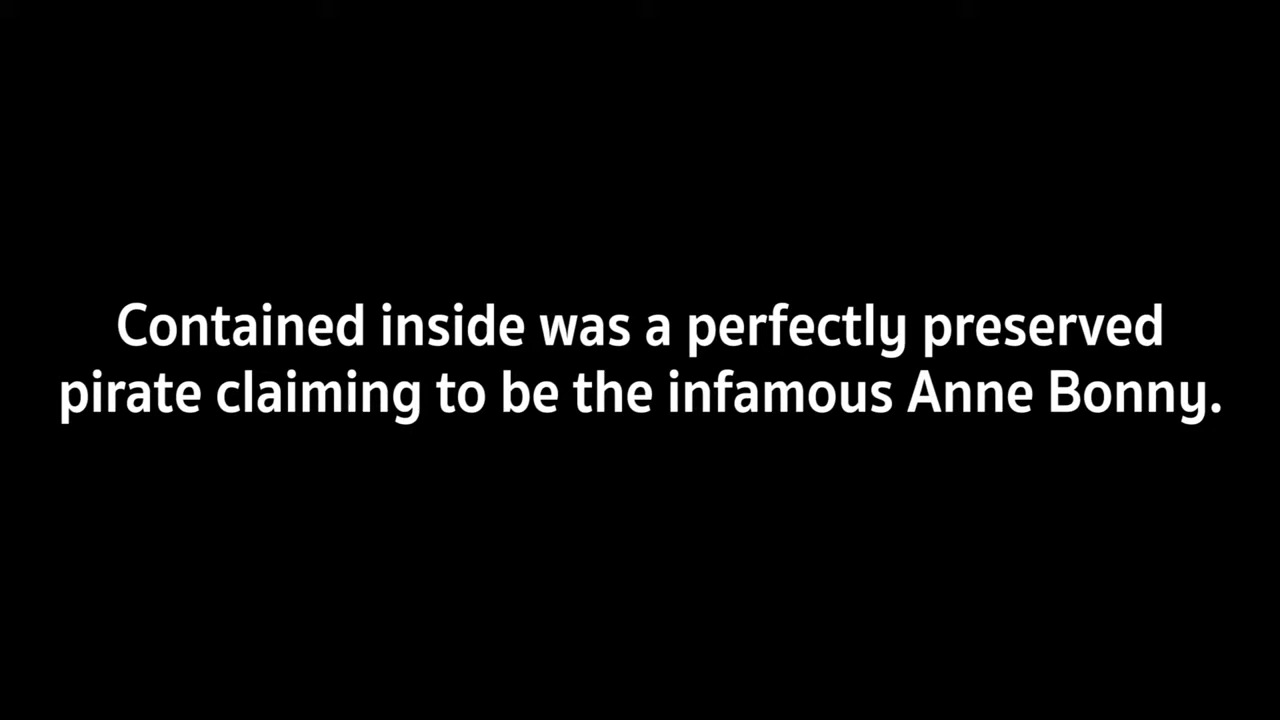 Contained inside was a perfectly preserved
pirate claiming to be the infamous Anne Bonny.